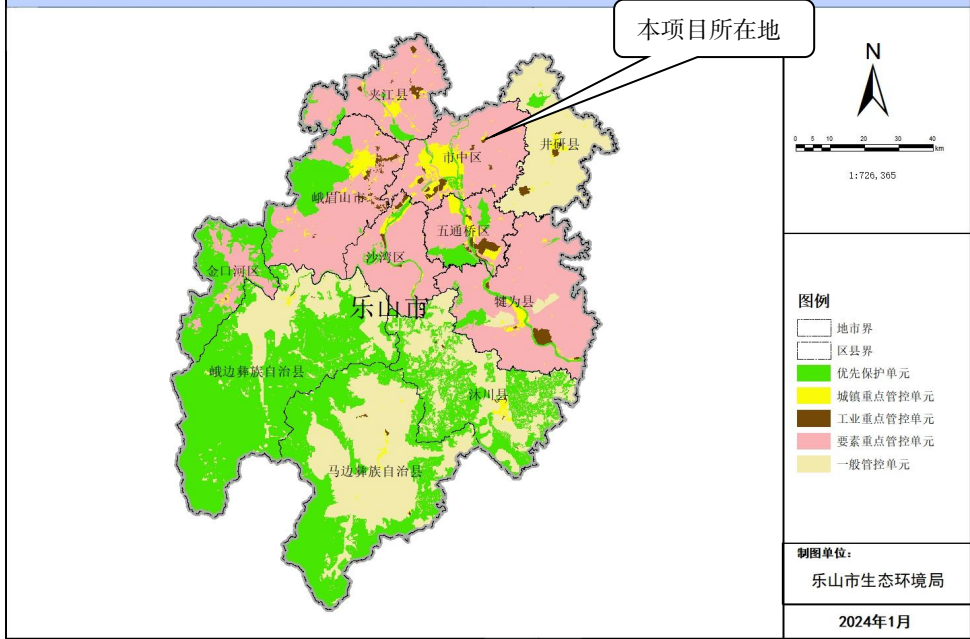 本项目所在地
N
夹江县
井研县
市中区
峨眉山市
五通桥区
沙湾区
金口河区
乐山市
犍为县
峨边彝族自治县
沐川县
马边彝族自治县
0 5 10 20 30 40
km
1:726,365
图例
地市界
区县界
优先保护单元
城镇重点管控单元
工业重点管控单元
要素重点管控单元
一般管控单元
制图单位：
乐山市生态环境局
2024年1月